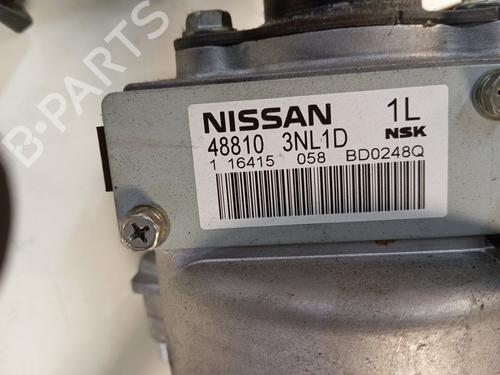 B-PARTS
NISSAN 1L
48810 3NL1D NSK
1 16415 058 BD0248Q